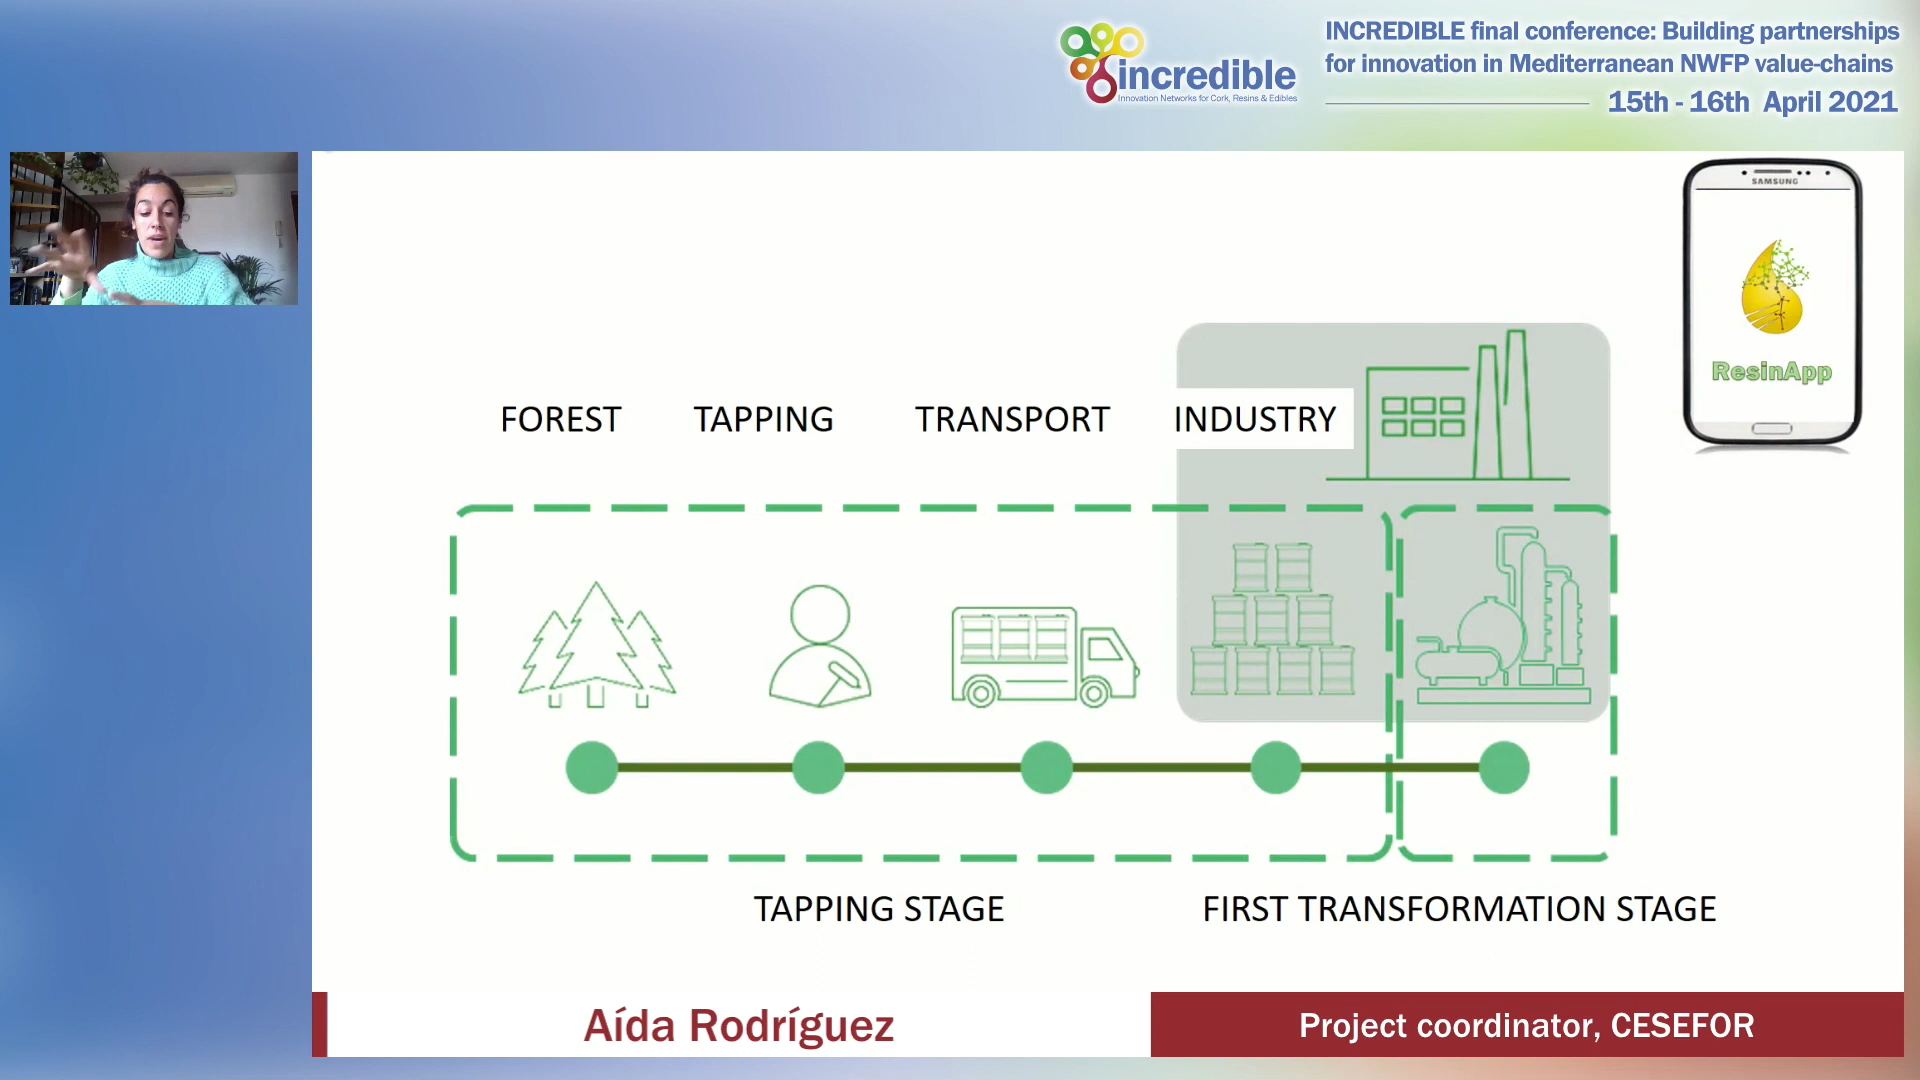 incredible
Innovation Networks for Cork, Resins & Edibles
INCREDIBLE final conference: Building partnerships
for innovation in Mediterranean NWFP value-chains
15th - 16th April 2021
SAMSUNG
ResinApp
FOREST TAPPING TRANSPORT INDUSTRY
TAPPING STAGE FIRST TRANSFORMATION STAGE
Aída Rodríguez
Project coordinator, CESEFOR